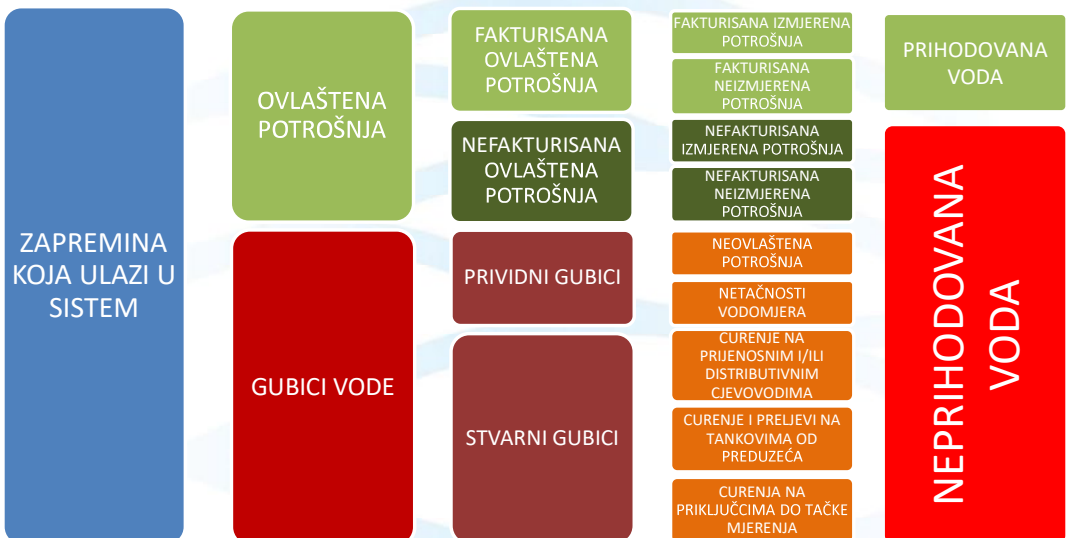 ZAPREMINA
KOJA ULAZI U
SISTEM
OVLAŠTENA
POTROŠNJA
GUBICI VODE
FAKTURISANA
OVLAŠTENA
POTROŠNJA
NEFAKTURISANA
OVLAŠTENA
POTROŠNJA
PRIVIDNI GUBICI
STVARNI GUBICI
FAKTURISANA IZMJERENA
POTROŠNJA
FAKTURISANA
NEIZMJERENA
POTROŠNJA
NEFAKTURISANA
IZMJERENA POTROŠNJA
NEFAKTURISANA
NEIZMJERENA
POTROŠNJA
NEOVLAŠTENA
POTROŠNJA
NETAČNOSTI
VODOMJERA
CURENJE NA
PRIJENOSNIM I/ILI
DISTRIBUTIVNIM
CJEVOVODIMA
CURENJE I PRELJEVI NA
TANKOVIMA OD
PREDUZEĆA
CURENJA NA
PRIKLJUČCIMA DO TAČKE
MJERENJA
PRIHODOVANA
VODA
NEPRIHODOVANA
VODA